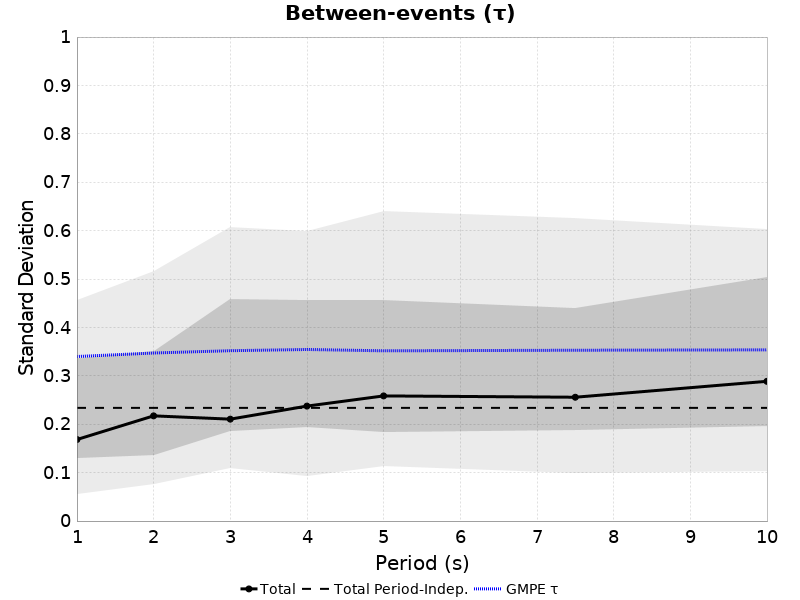 Between-events (τ)
1
0.9
0.8
0.7
0.6
0.5
0.4
0.3
0.2
0.1
0
Standard Deviation
1 2 3 4 5 6 7 8 9 10
Period (s)
Total Total Period-Indep. GMPE τ